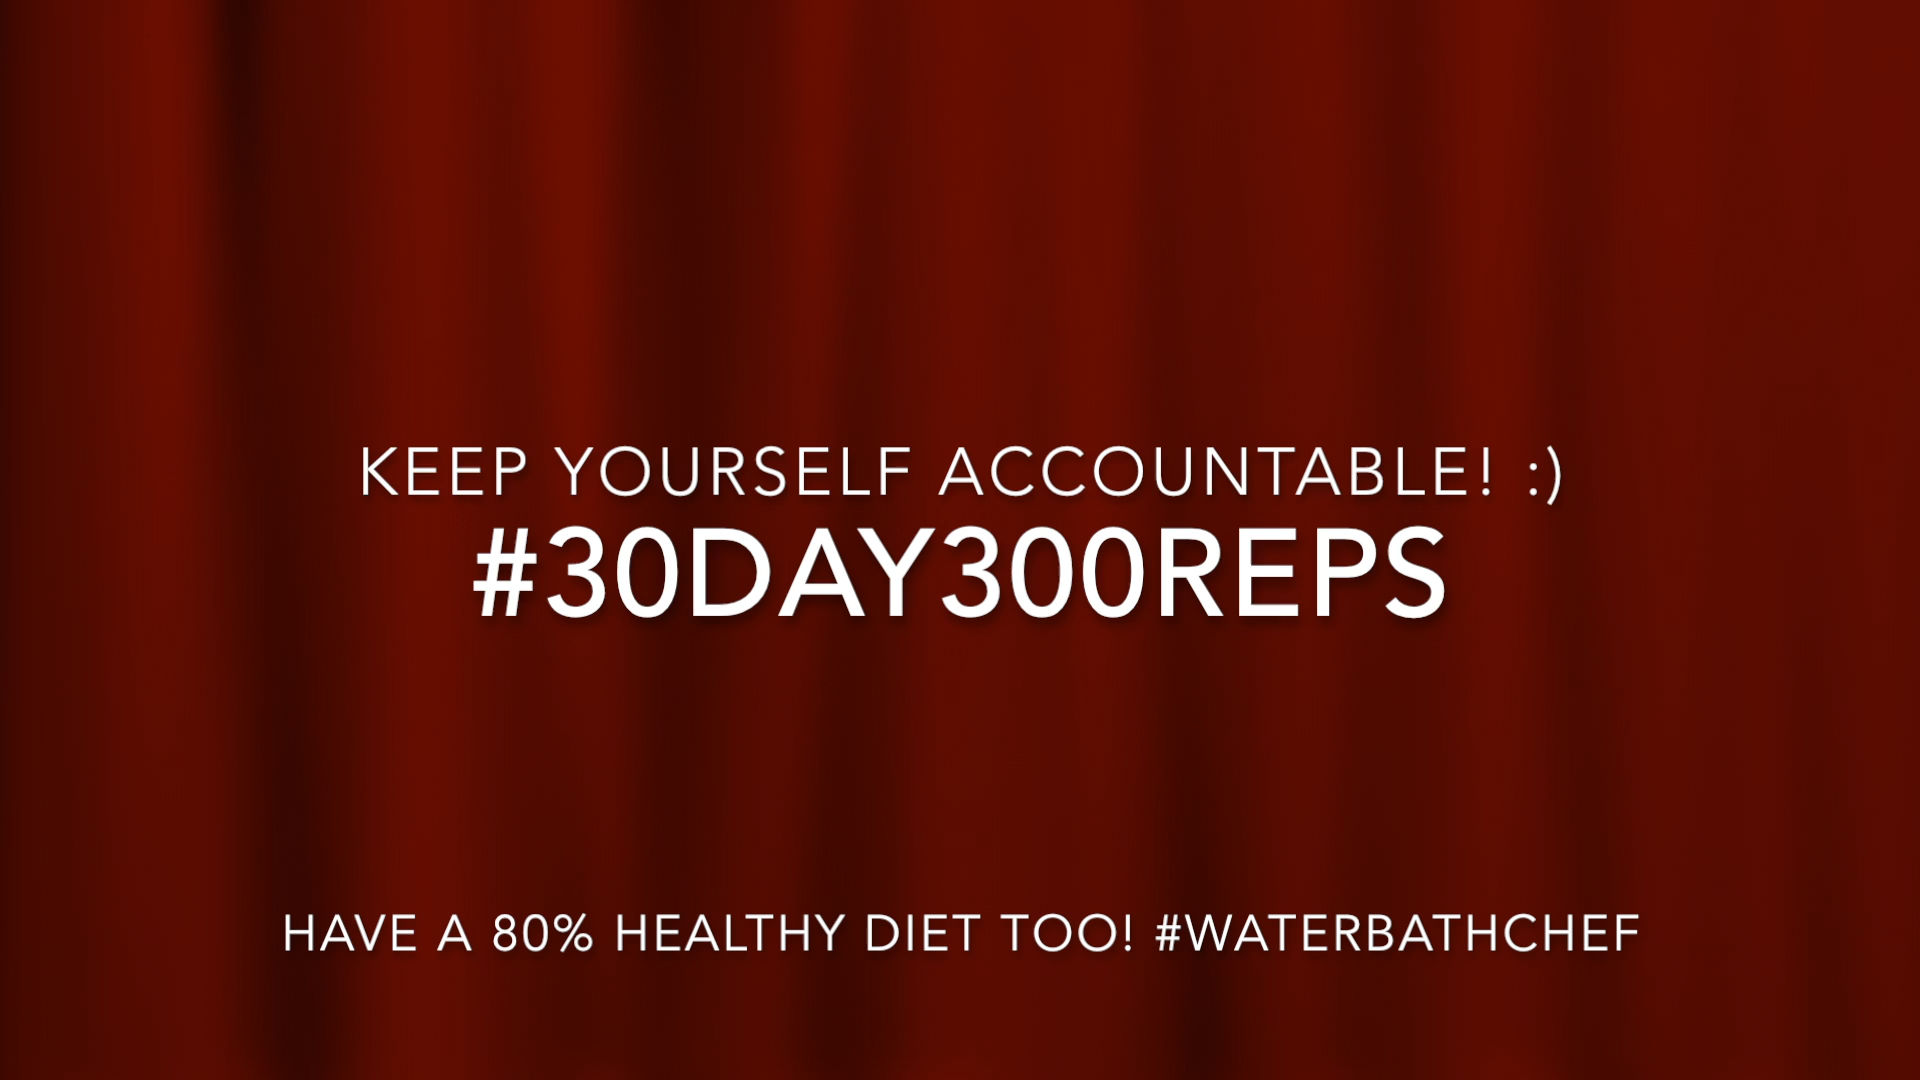 KEEP YOURSELF ACCOUNTABLE! :)
#30DAY300REPS
HAVE A 80% HEALTHY DIET TOO! #WATERBATHCHEF